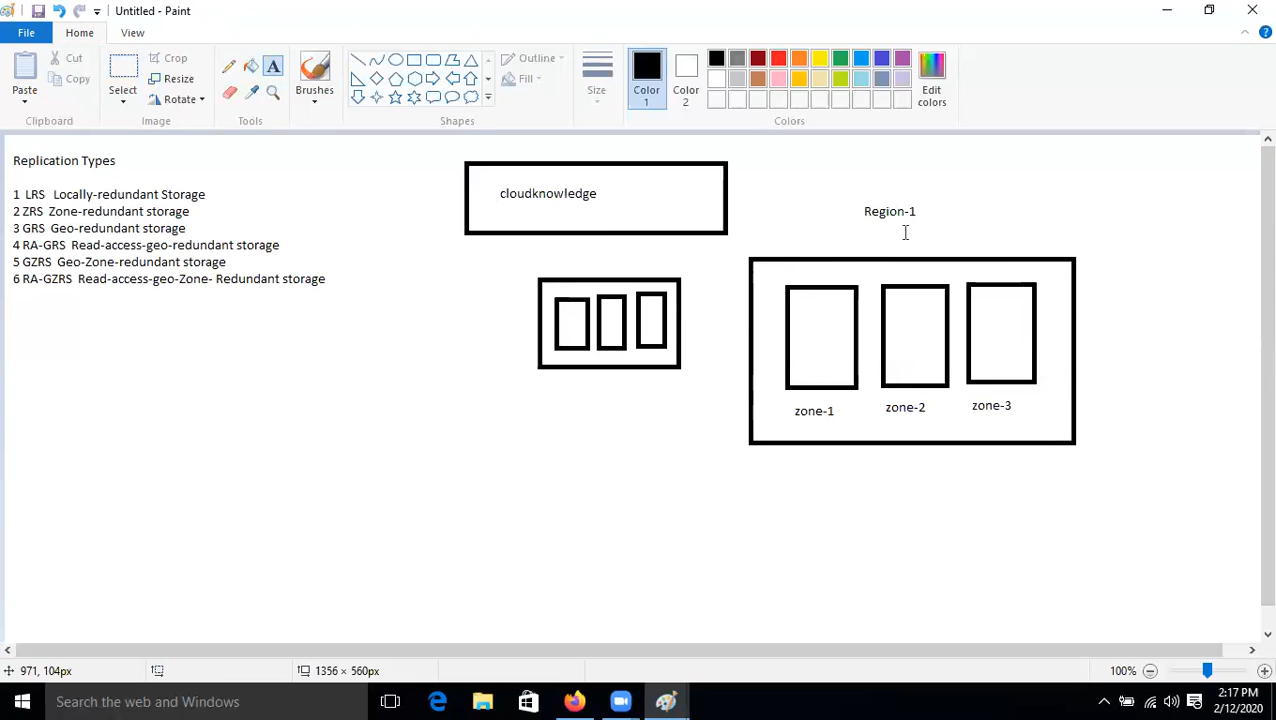 Untitled - Paint
File
Home
View
Paste
Cut
Copy
Clipboard
Select
Crop
Resize
Rotate
Image
A
Tools
Brushes
Shapes
Outline
Fill
Size
Color 1
Color 2
Edit colors
Colors
Replication Types
1 LRS Locally-redundant Storage
2 ZRS Zone-redundant storage
3 GRS Geo-redundant storage
4 RA-GRS Read-access-geo-redundant storage
5 GZRS Geo-Zone-redundant storage
6 RA-GZRS Read-access-geo-Zone- Redundant storage
cloudknowledge
Region-1
zone-1
zone-2
zone-3
971, 104px
1356 × 560px
100%
Search the web and Windows
2:17 PM
2/12/2020